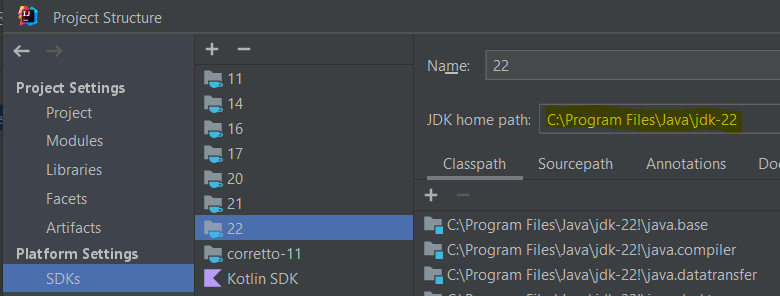 Project Structure
Project Settings
Project
Modules
Libraries
Facets
Artifacts
Platform Settings
SDKs
11
14
16
17
20
21
22
corretto-11
Kotlin SDK
Name: 22
JDK home path: C:\Program Files\Java\jdk-22
Classpath Sourcepath Annotations
C:\Program Files\Java\jdk-22!\java.base
C:\Program Files\Java\jdk-22!\java.compiler
C:\Program Files\Java\jdk-22!\java.datatransfer